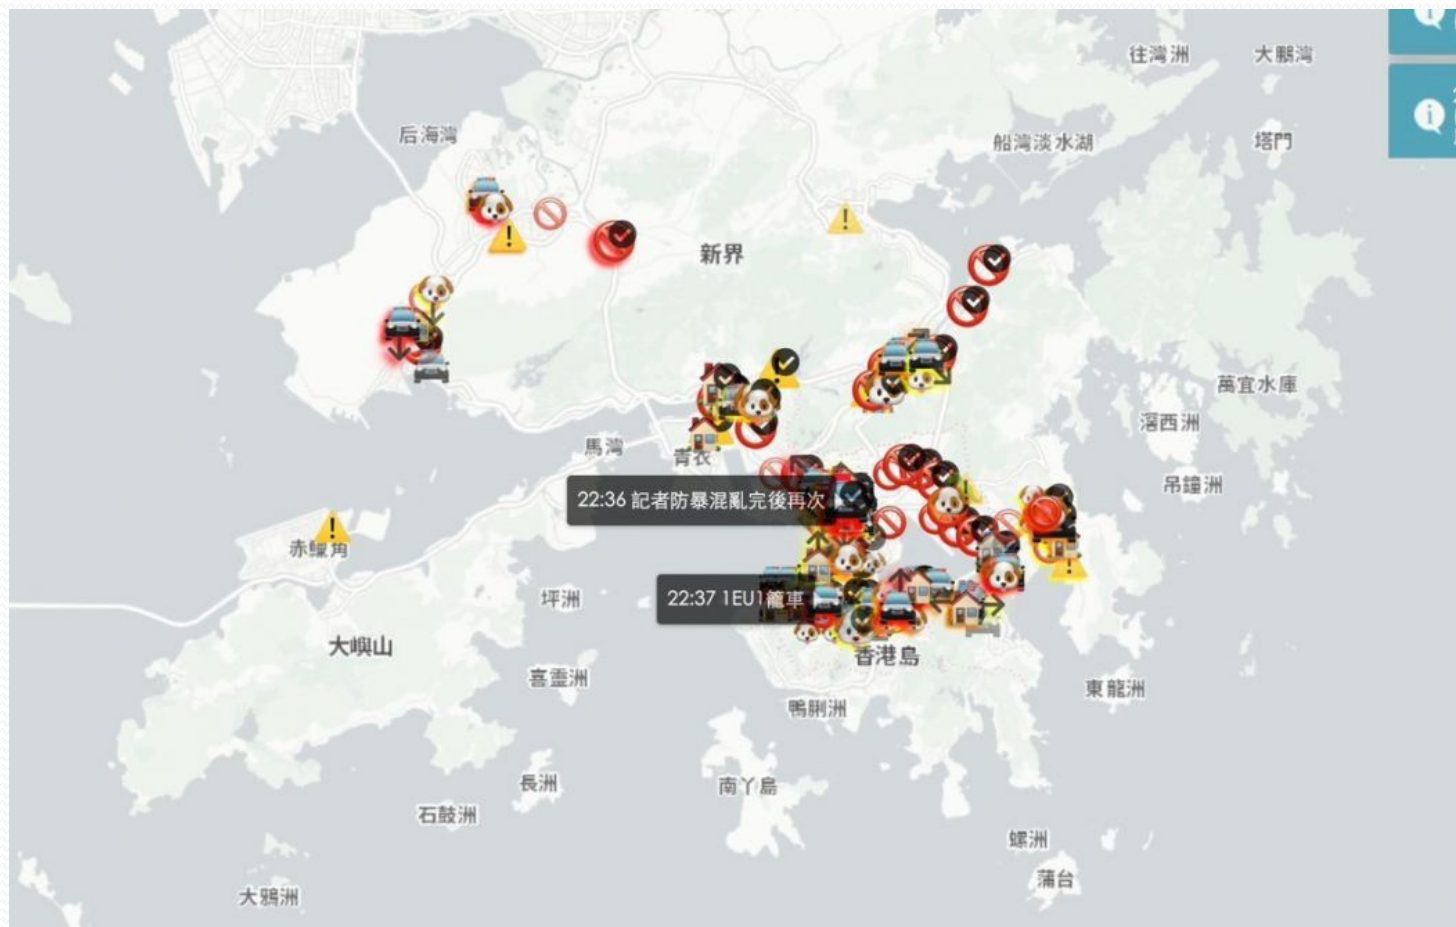 往灣洲
大鵬灣
后海灣
船灣淡水湖
塔門
新界
萬宜水庫
滘西洲
馬灣
青衣
吊鐘洲
22:36 記者防暴混亂完後再次
赤鱲角
坪洲
22:37 1EU1籠車
大嶼山
香港島
喜靈洲
東龍洲
鴨脷洲
長洲
南丫島
石鼓洲
螺洲
蒲台
大鴉洲